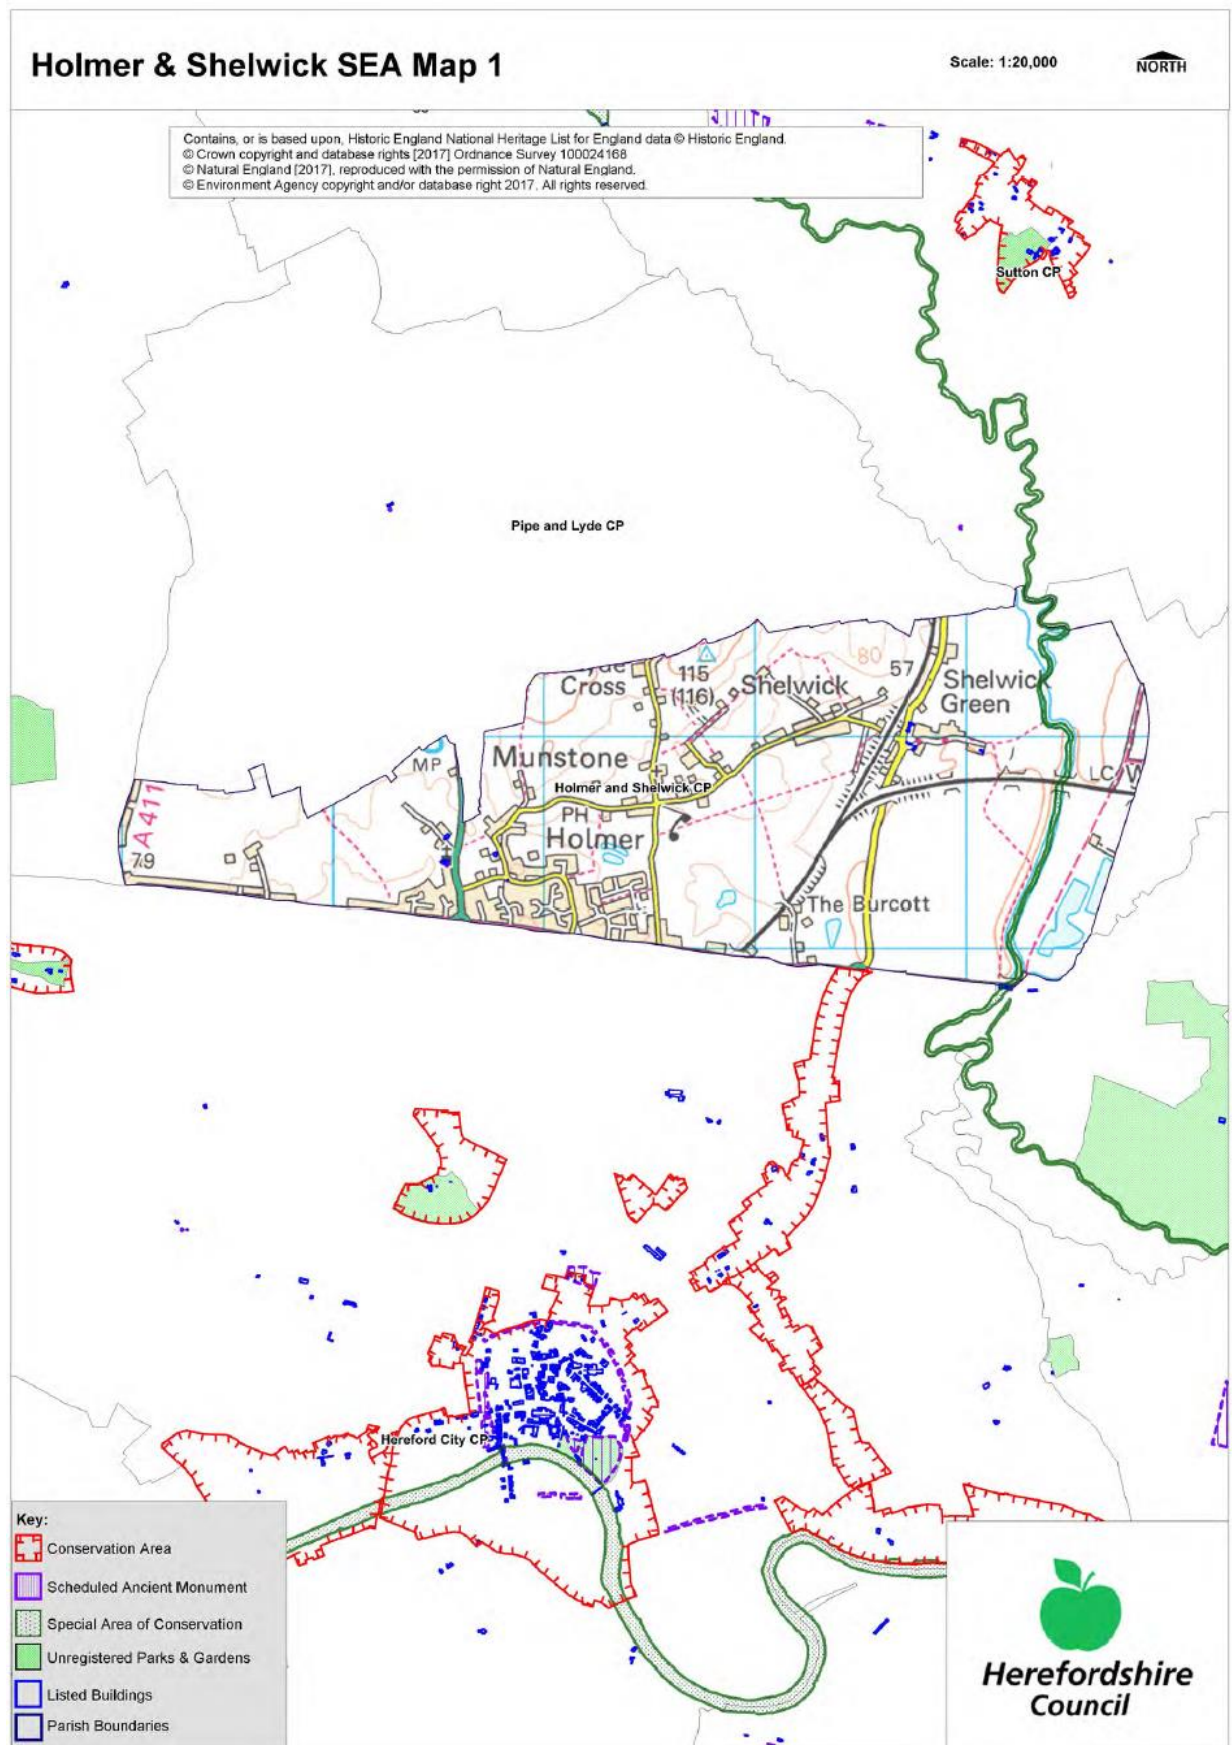 Holmer & Shelwick SEA Map 1
Scale: 1:20,000
NORTH
Contains, or is based upon, Historic England National Heritage List for England data © Historic England.
© Crown copyright and database rights [2017] Ordnance Survey 100024168
© Natural England [2017], reproduced with the permission of Natural England.
© Environment Agency copyright and/or database right 2017. All rights reserved.
Sutton CP
Pipe and Lyde CP
Cross
115
(116)
Shelwick
80
57
Shelwick
Green
MP
Munstone
LC
Holmer and Shelwick CP
A 411
PH
Holmer
79
The Burcott
Hereford City CP
Key:
Conservation Area
Scheduled Ancient Monument
Special Area of Conservation
Unregistered Parks & Gardens
Listed Buildings
Parish Boundaries
Herefordshire
Council